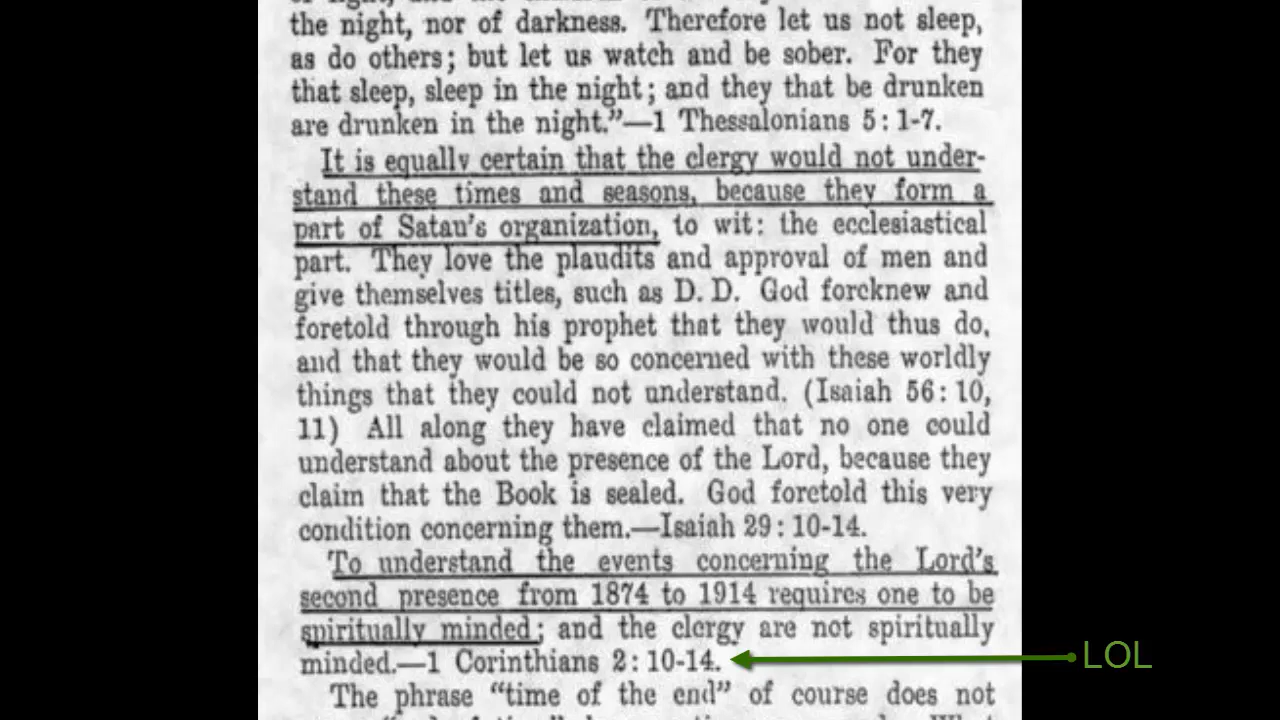 the night, nor of darkness. Therefore let us not sleep,
as do others; but let us watch and be sober. For they
that sleep, sleep in the night; and they that be drunken
are drunken in the night.”—1 Thessalonians 5: 1-7.
It is equally certain that the clergy would not under-
stand these times and seasons, because they form a
part of Satan's organization, to wit: the ecclesiastical
part. They love the plaudits and approval of men and
give themselves titles, such as D. D. God foreknew and
foretold through his prophet that they would thus do,
and that they would be so concerned with these worldly
things that they could not understand. (Isaiah 56: 10,
11) All along they have claimed that no one could
understand about the presence of the Lord, because they
claim that the Book is sealed. God foretold this very
condition concerning them.—Isaiah 29: 10-14.
To understand the events concerning the Lord's
second presence from 1874 to 1914 requires one to be
spiritually minded; and the clergy are not spiritually
minded.—1 Corinthians 2: 10-14.
LOL
The phrase “time of the end” of course does not